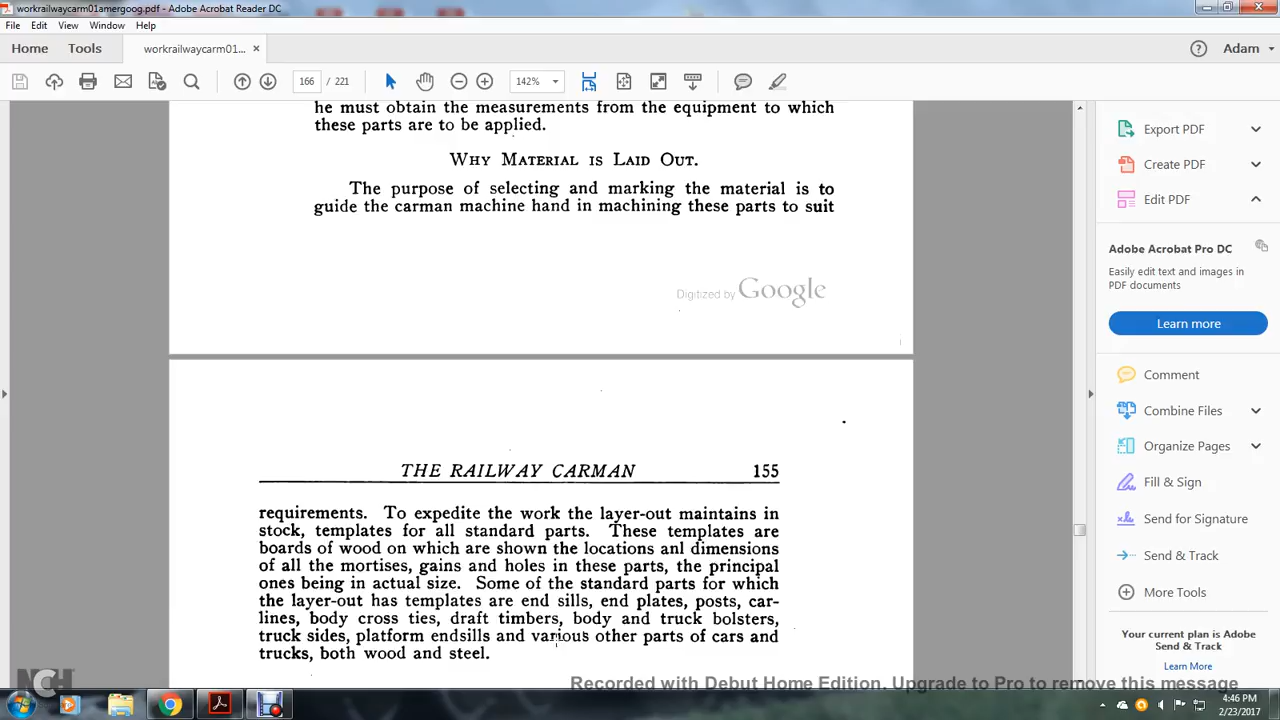 workrailwaycarm01amergoog.pdf - Adobe Acrobat Reader DC
File Edit View Window Help
Home Tools workrailwaycarm01... × Adam
166 / 221 142%
he must obtain the measurements from the equipment to which
these parts are to be applied.
WHY MATERIAL IS LAID OUT.
The purpose of selecting and marking the material is to
guide the carman machine hand in machining these parts to suit
Digitized by Google
THE RAILWAY CARMAN 155
requirements. To expedite the work the layer-out maintains in
stock, templates for all standard parts. These templates are
boards of wood on which are shown the locations anl dimensions
of all the mortises, gains and holes in these parts, the principal
ones being in actual size. Some of the standard parts for which
the layer-out has templates are end sills, end plates, posts, car-
lines, body cross ties, draft timbers, body and truck bolsters,
truck sides, platform endsills and various other parts of cars and
trucks, both wood and steel.
Export PDF
Create PDF
Edit PDF
Adobe Acrobat Pro DC
Easily edit text and images in
PDF documents
Learn more
Comment
Combine Files
Organize Pages
Fill & Sign
Send for Signature
Send & Track
More Tools
Your current plan is Adobe
Send & Track
Learn More
NCH
Recorded with Debut Home Edition. Upgrade to Pro to remove this message
4:46 PM
2/23/2017